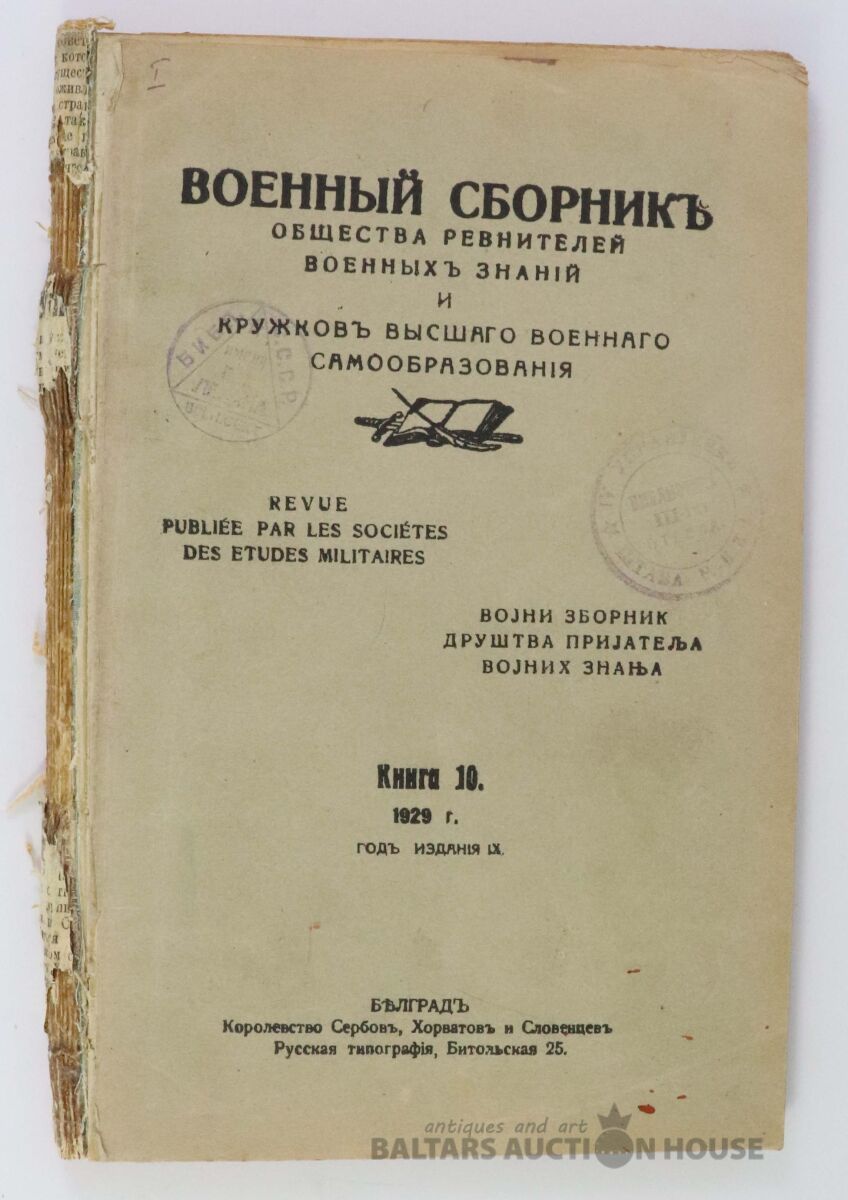 I
ВОЕННЫЙ СБОРНИКЪ
ОБЩЕСТВА РЕВНИТЕЛЕЙ
ВОЕННЫХЪ ЗНАНІЙ
И
КРУЖКОВЪ ВЫСШАГО ВОЕННАГО
САМООБРАЗОВАНІЯ
REVUE
PUBLIÉE PAR LES SOCIÉTES
DES ETUDES MILITAIRES
ВОЈНИ ЗБОРНИК
ДРУШТВА ПРИЈАТЕЉА
ВОЈНИХ ЗНАЊА
Книга 10.
1929 г.
ГОДЪ ИЗДАНІЯ IX.
БѢЛГРАДЪ
Королевство Сербовъ, Хорватовъ и Словенцевъ
Русская типографія, Битольская 25.
antiques and art
BALTARS AUCTION HOUSE